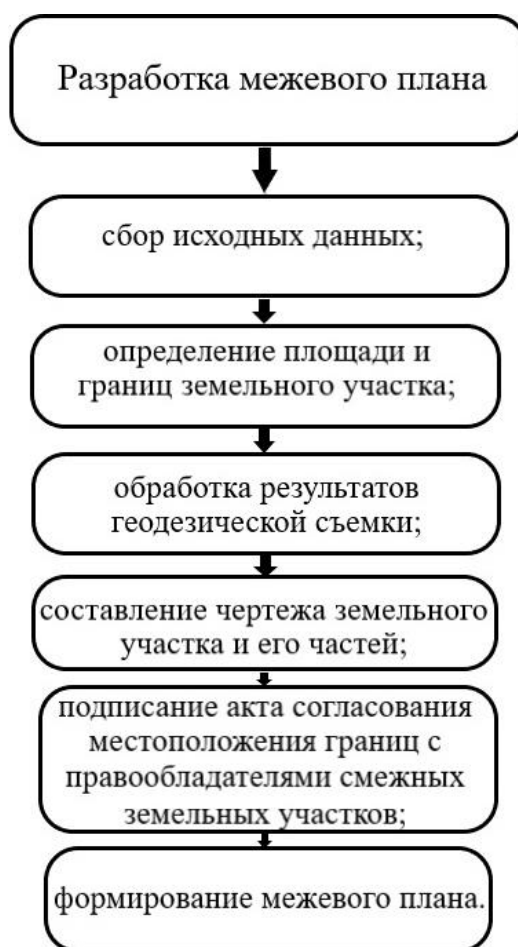 Разработка межевого плана
сбор исходных данных;
определение площади и
границ земельного участка;
обработка результатов
геодезической съемки;
составление чертежа земельного
участка и его частей;
подписание акта согласования
местоположения границ с
правообладателями смежных
земельных участков;
формирование межевого плана.